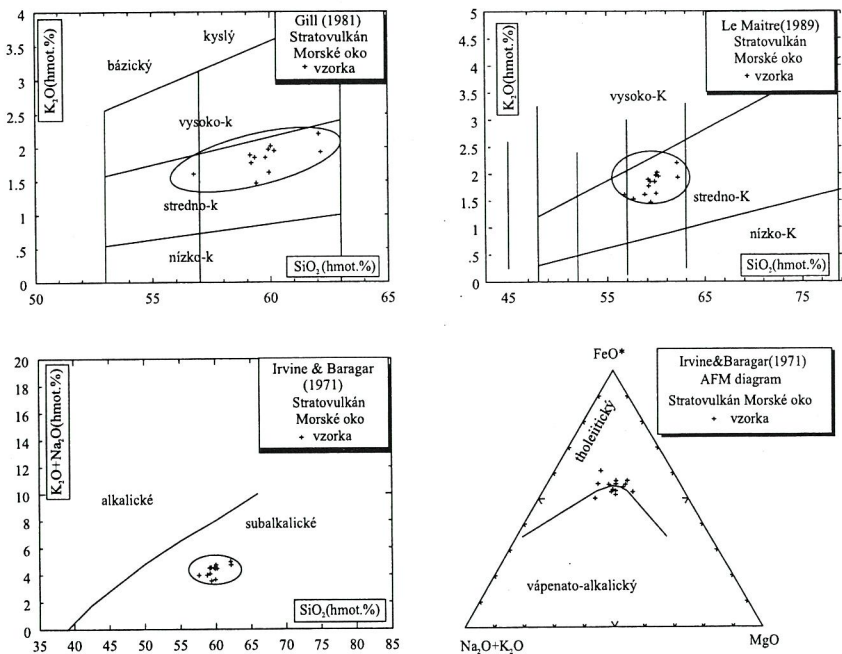 Gill (1981)
Stratovulkán
Morské oko
+ vzorka
K₂O(hmot.%)
4
3.5
3
2.5
2
1.5
1
.5
0
bázický
kyslý
vysoko-k
stredno-k
nízko-k
SiO₂(hmot.%)
50
55
60
65
Le Maitre(1989)
Stratovulkán
Morské oko
+ vzorka
K₂O(hmot.%)
5
4.5
4
3.5
3
2.5
2
1.5
1
.5
0
vysoko-K
stredno-K
nízko-K
SiO₂(hmot.%)
45
55
65
75
Irvine & Baragar
(1971)
Stratovulkán
Morské oko
+ vzorka
K₂O+Na₂O(hmot.%)
20
18
16
14
12
10
8
6
4
2
0
alkalické
subalkalické
SiO₂(hmot.%)
35
40
45
50
55
60
65
70
75
80
85
Irvine&Baragar(1971)
AFM diagram
Stratovulkán Morské oko
+ vzorka
FeO*
tholejitický
vápenato-alkalický
Na₂O+K₂O
MgO